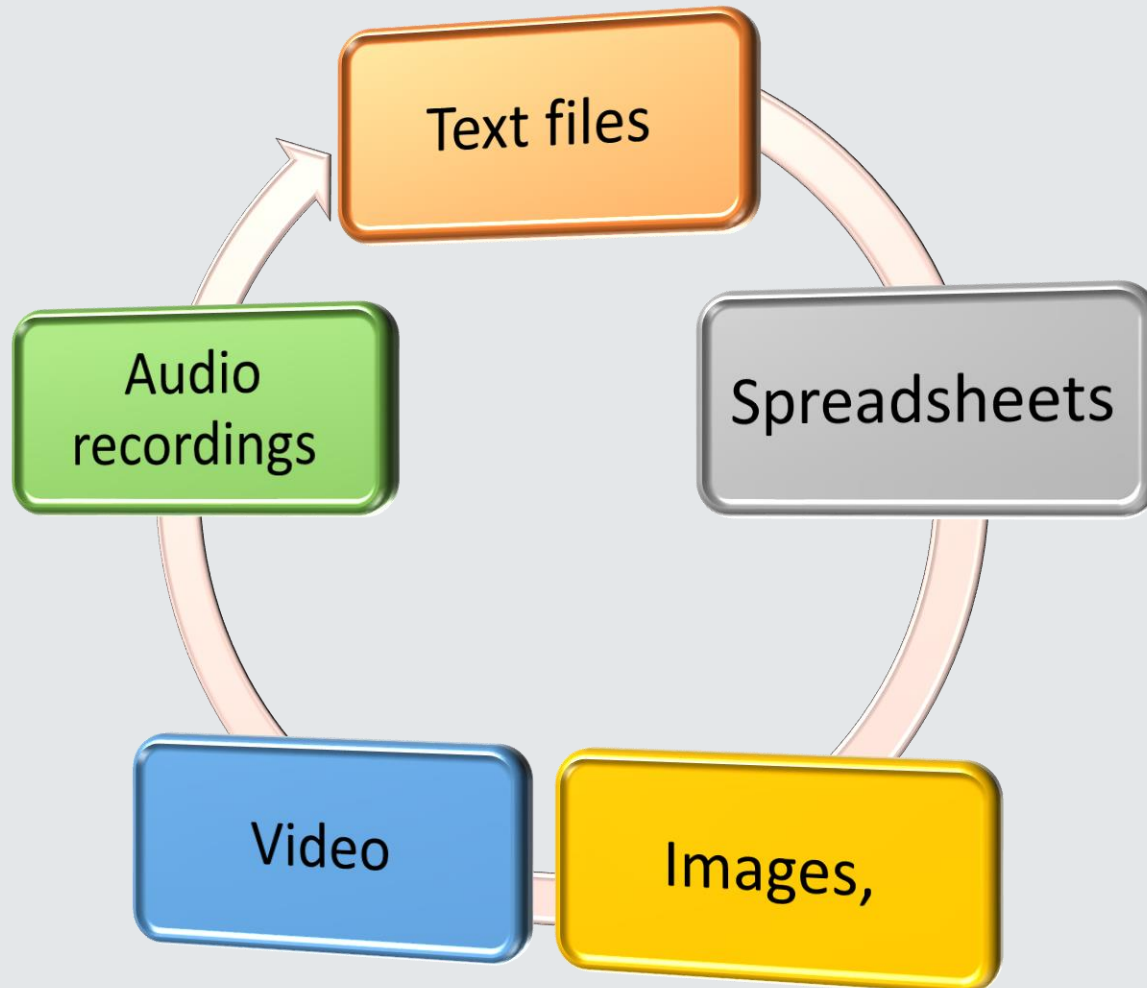 Text files
Spreadsheets
Images,
Video
Audio
recordings